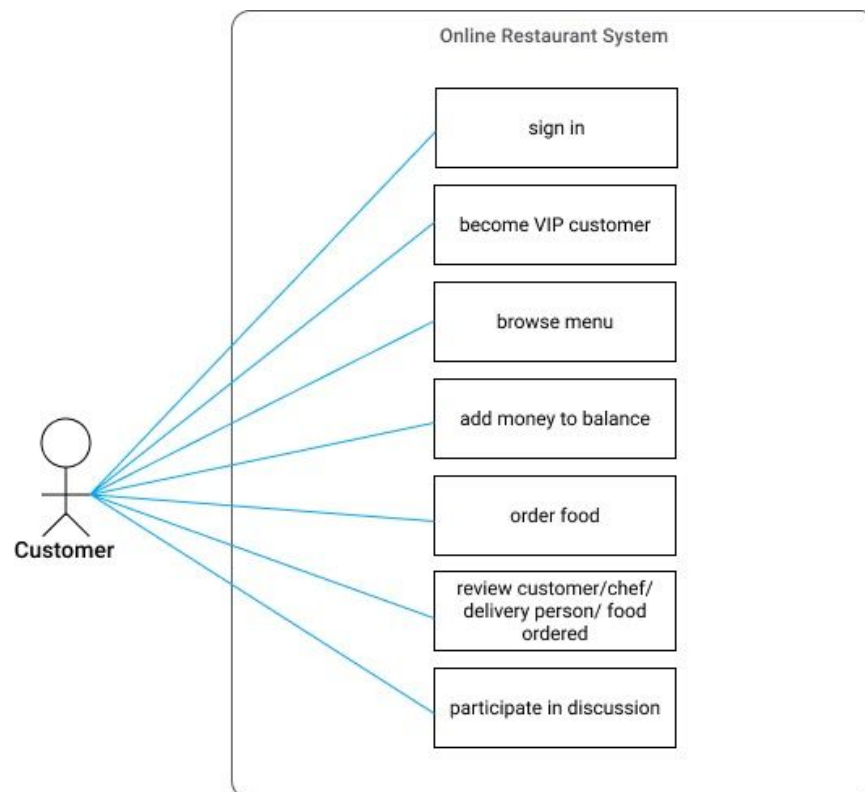 Online Restaurant System
sign in
become VIP customer
browse menu
add money to balance
Customer
order food
review customer/chef/
delivery person/ food
ordered
participate in discussion